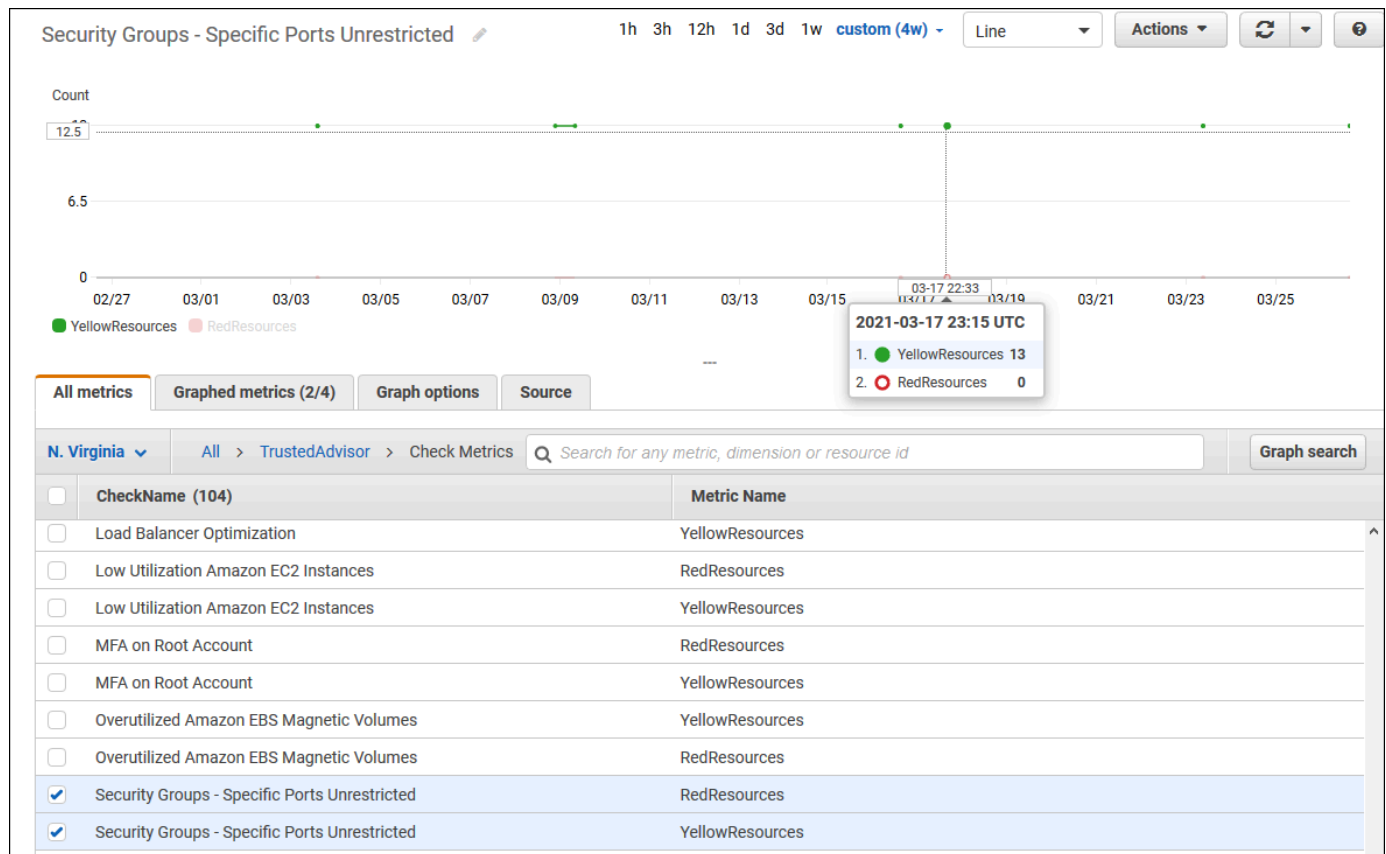 Security Groups - Specific Ports Unrestricted 1h 3h 12h 1d 3d 1w custom (4w) Line Actions
Count
12.5
6.5
0
02/27 03/01 03/03 03/05 03/07 03/09 03/11 03/13 03/15 03/17 03/19 03/21 03/23 03/25
03-17 22:33
YellowResources RedResources
2021-03-17 23:15 UTC
1. YellowResources 13
2. RedResources 0
All metrics Graphed metrics (2/4) Graph options Source
N. Virginia All > TrustedAdvisor > Check Metrics Search for any metric, dimension or resource id Graph search
CheckName (104) Metric Name
Load Balancer Optimization YellowResources
Low Utilization Amazon EC2 Instances RedResources
Low Utilization Amazon EC2 Instances YellowResources
MFA on Root Account RedResources
MFA on Root Account YellowResources
Overutilized Amazon EBS Magnetic Volumes YellowResources
Overutilized Amazon EBS Magnetic Volumes RedResources
Security Groups - Specific Ports Unrestricted RedResources
Security Groups - Specific Ports Unrestricted YellowResources